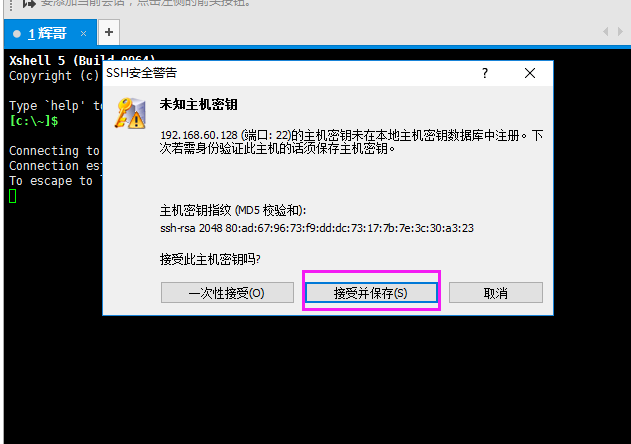 要添加当前会话，点击左侧的箭头按钮。
1 辉哥 × +
Xshell 5 (Build 0964)
Copyright (c)
SSH安全警告 ? ×
Type `help' to
[c:\~]$
Connecting to
Connection est
To escape to l
未知主机密钥
192.168.60.128 (端口: 22)的主机密钥未在本地主机密钥数据库中注册。下
次若需身份验证此主机的话须保存主机密钥。
主机密钥指纹 (MD5 校验和):
ssh-rsa 2048 80:ad:67:96:73:f9:dd:dc:73:17:7b:7e:3c:30:a3:23
接受此主机密钥吗?
一次性接受(O) 接受并保存(S) 取消